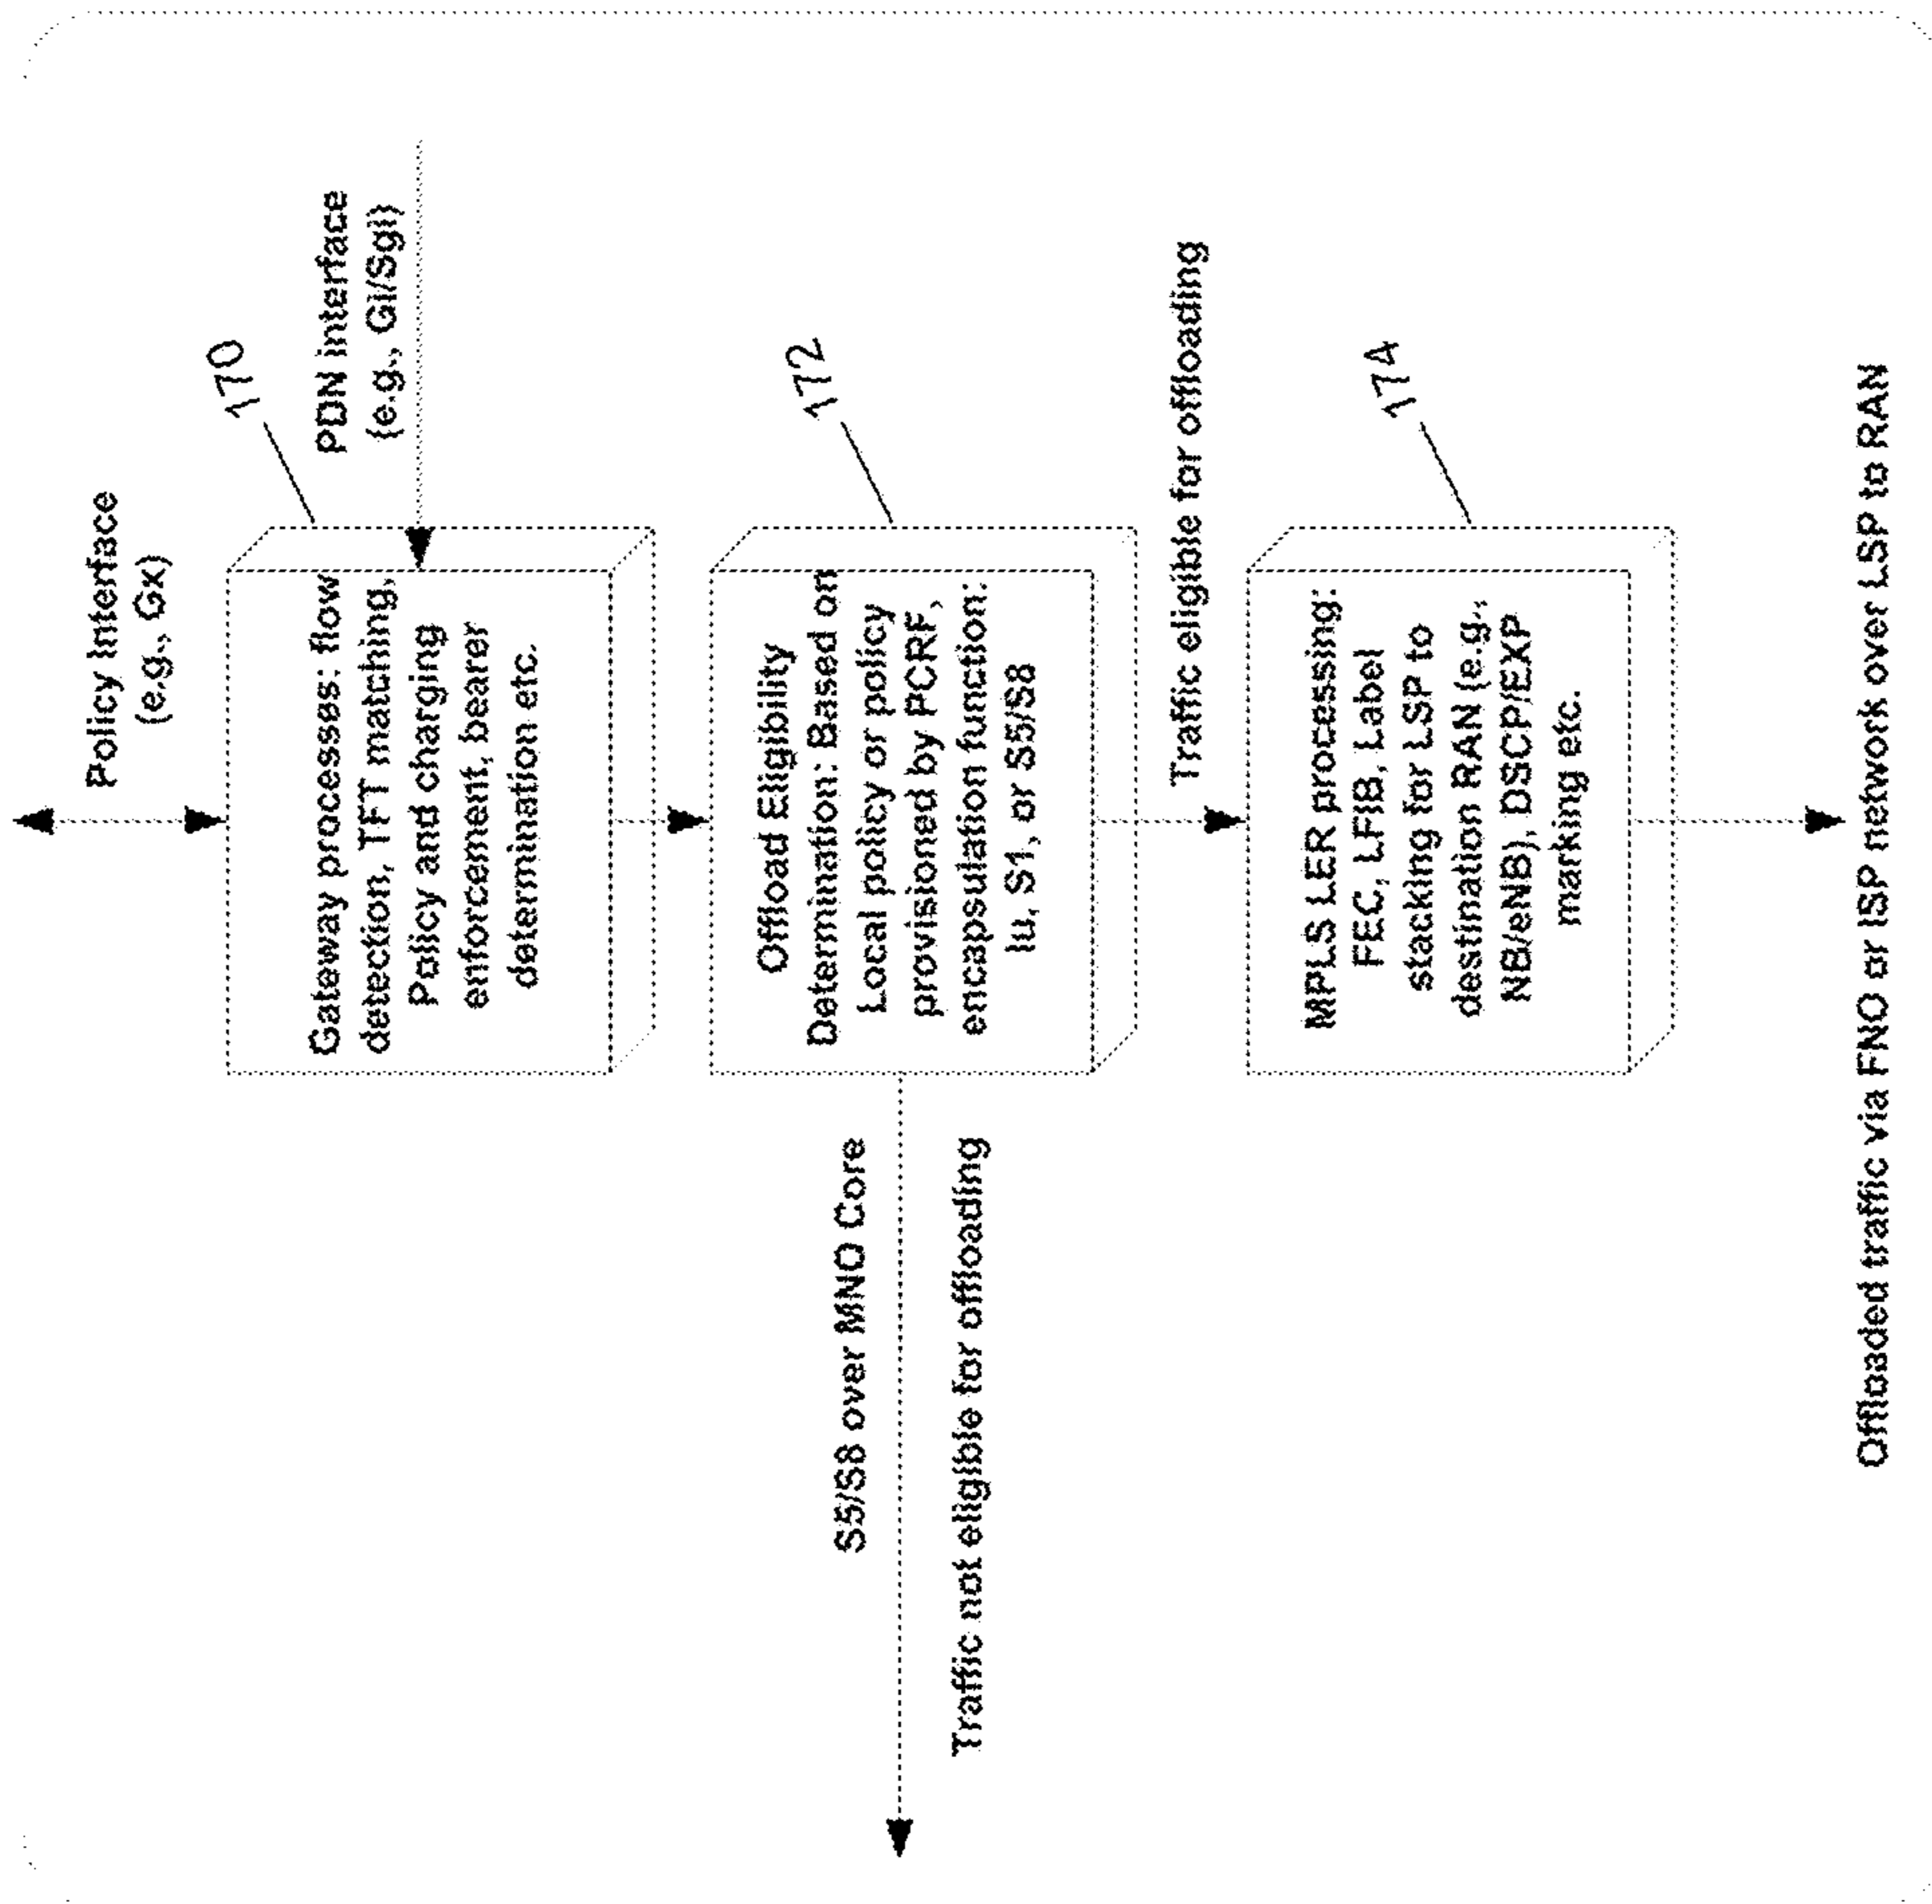 Policy Interface
(e.g., Gx)
170
PDN interface
(e.g., Gi/Sgi)
Gateway processes: flow
detection, TFT matching,
Policy and charging
enforcement, bearer
determination etc.
172
Offload Eligibility
Determination: Based on
Local policy or policy
provisioned by PCRF,
encapsulation function:
Iu, S1, or S5/S8
S5/S8 over MNO Core
Traffic not eligible for offloading
Traffic eligible for offloading
174
MPLS LER processing:
FEC, LFIB, Label
stacking for LSP to
destination RAN (e.g.,
NB/eNB), DSCP/EXP
marking etc.
Offloaded traffic via FNO or ISP network over LSP to RAN